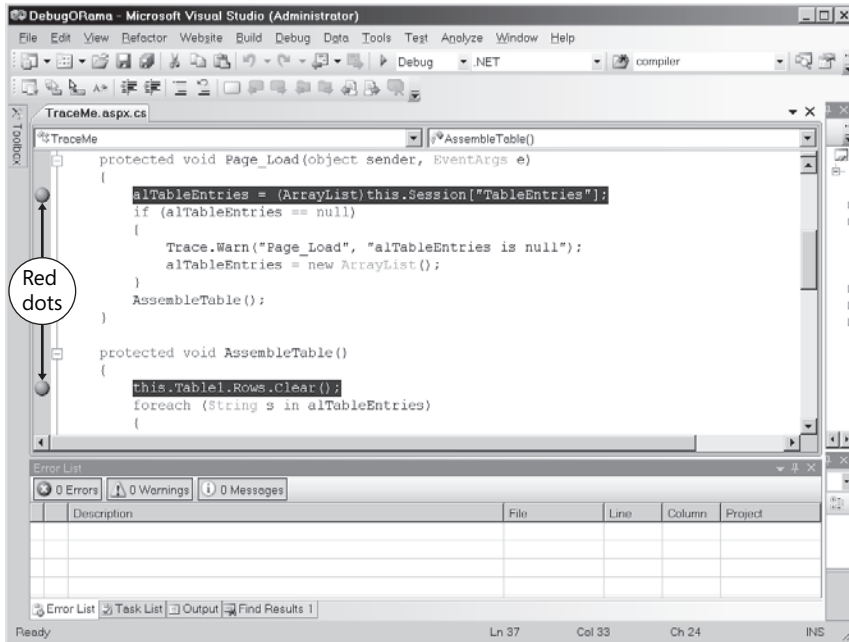 DebugORama - Microsoft Visual Studio (Administrator)
File Edit View Refactor Website Build Debug Data Tools Test Analyze Window Help
Debug .NET compiler
Toolbox
TraceMe.aspx.cs
TraceMe AssembleTable()
protected void Page_Load(object sender, EventArgs e)
{
alTableEntries = (ArrayList)this.Session["TableEntries"];
if (alTableEntries == null)
{
Trace.Warn("Page_Load", "alTableEntries is null");
alTableEntries = new ArrayList();
}
AssembleTable();
}
Red
dots
protected void AssembleTable()
{
this.Table1.Rows.Clear();
foreach (String s in alTableEntries)
{
Error List
0 Errors 0 Warnings 0 Messages
Description File Line Column Project
Error List Task List Output Find Results 1
Ready Ln 37 Col 33 Ch 24 INS